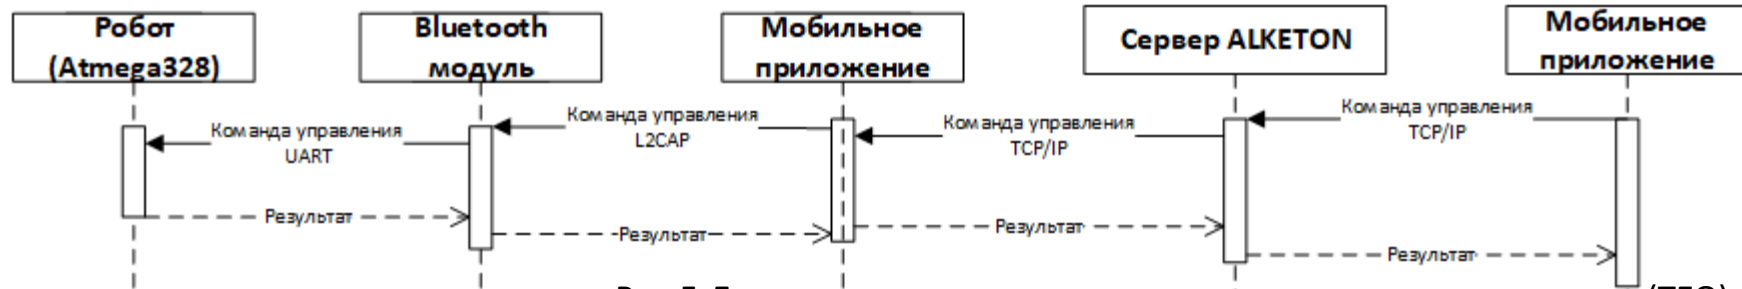 Робот
(Atmega328)
Bluetooth
модуль
Мобильное
приложение
Сервер ALKETON
Мобильное
приложение
Команда управления
UART
Команда управления
L2CAP
Команда управления
TCP/IP
Команда управления
TCP/IP
Результат
Результат
Результат
Результат